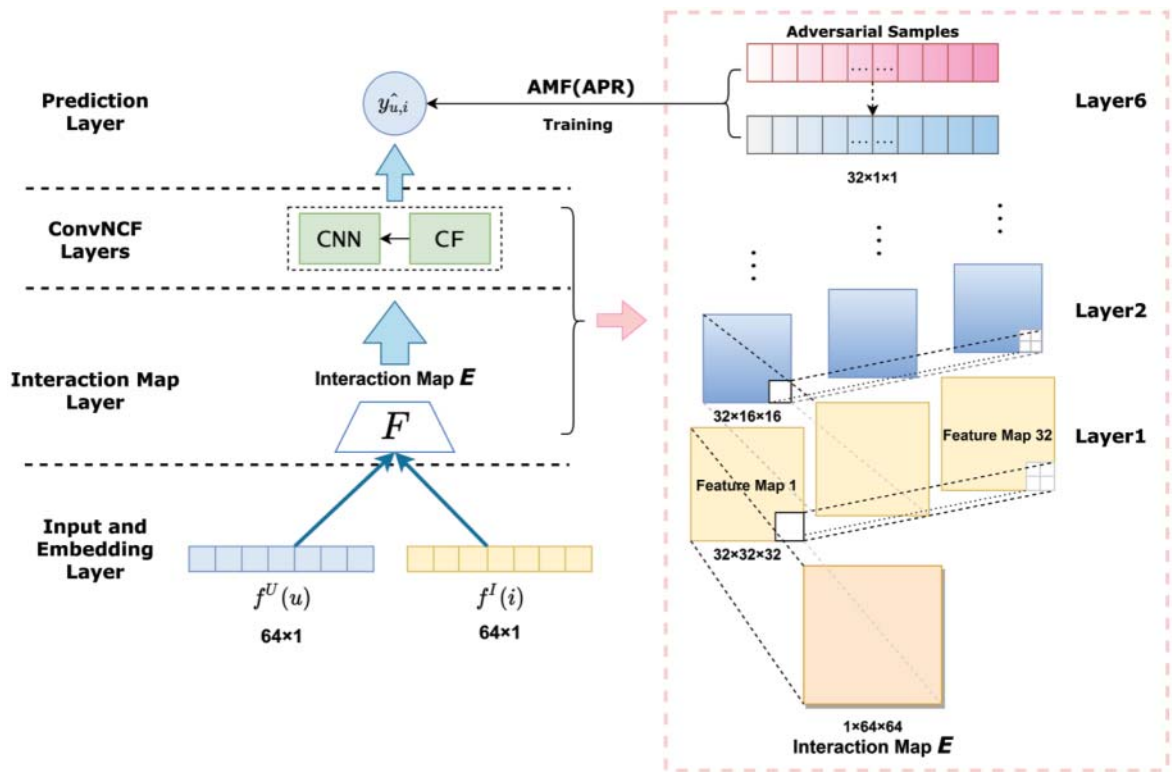 Prediction
Layer
ŷu,i
AMF(APR)
Training
ConvNCF
Layers
CNN
CF
Interaction Map
Layer
Interaction Map E
F
Input and
Embedding
Layer
f^U(u)
64×1
f^I(i)
64×1
Adversarial Samples
... ...
... ...
32×1×1
Layer6
Layer2
32×16×16
Layer1
Feature Map 32
Feature Map 1
32×32×32
1×64×64
Interaction Map E